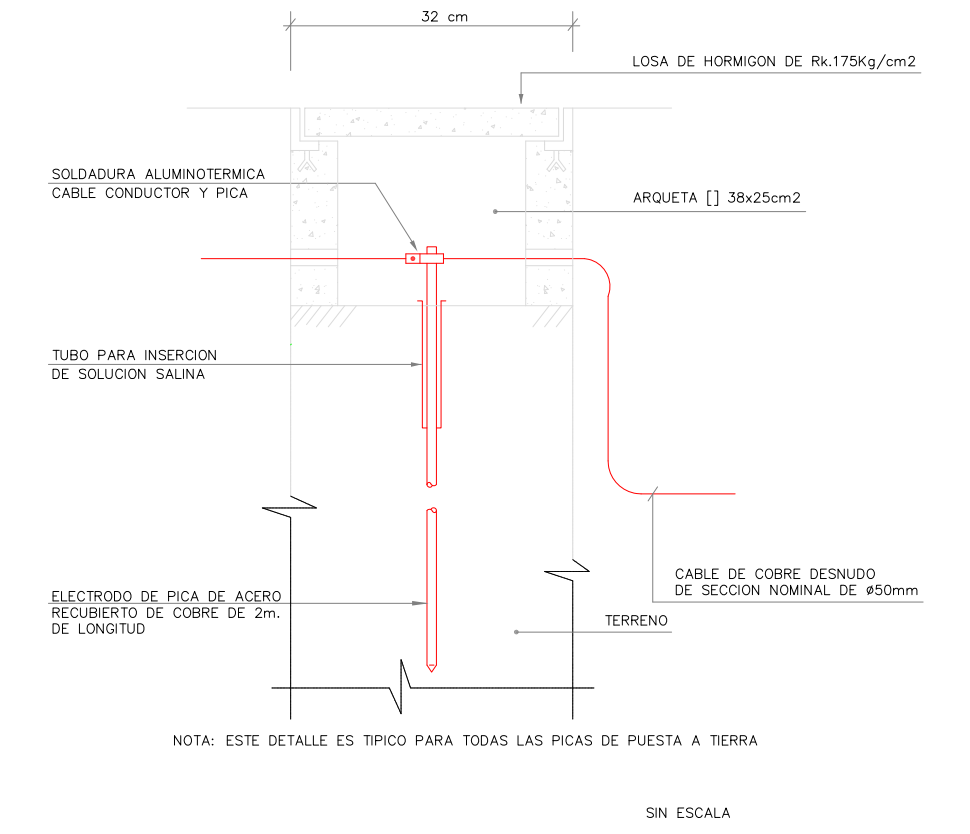 32 cm
LOSA DE HORMIGON DE Rk.175Kg/cm2
SOLDADURA ALUMINOTERMICA
CABLE CONDUCTOR Y PICA
ARQUETA [] 38x25cm2
TUBO PARA INSERCION
DE SOLUCION SALINA
CABLE DE COBRE DESNUDO
DE SECCION NOMINAL DE ø50mm
ELECTRODO DE PICA DE ACERO
RECUBIERTO DE COBRE DE 2m.
DE LONGITUD
TERRENO
NOTA: ESTE DETALLE ES TIPICO PARA TODAS LAS PICAS DE PUESTA A TIERRA
SIN ESCALA